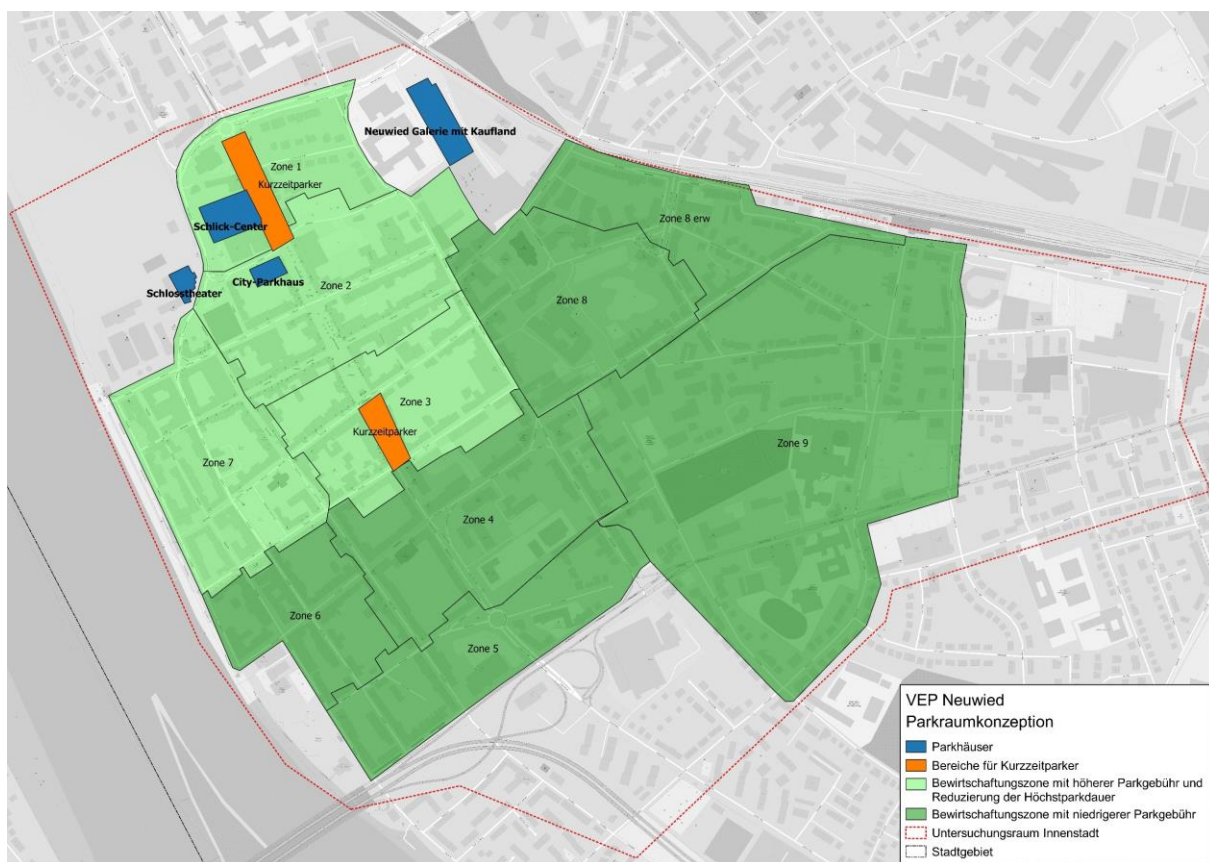 Neuwied Galerie mit Kaufland
Zone 1
Kurzzeitparker
Schlick-Center
Zone 8 erw
City-Parkhaus
Zone 2
Schlosstheater
Zone 8
Zone 3
Kurzzeitparker
Zone 9
Zone 7
Zone 4
Zone 6
Zone 5
VEP Neuwied
Parkraumkonzeption
Parkhäuser
Bereiche für Kurzzeitparker
Bewirtschaftungszone mit höherer Parkgebühr und
Reduzierung der Höchstparkdauer
Bewirtschaftungszone mit niedrigerer Parkgebühr
Untersuchungsraum Innenstadt
Stadtgebiet